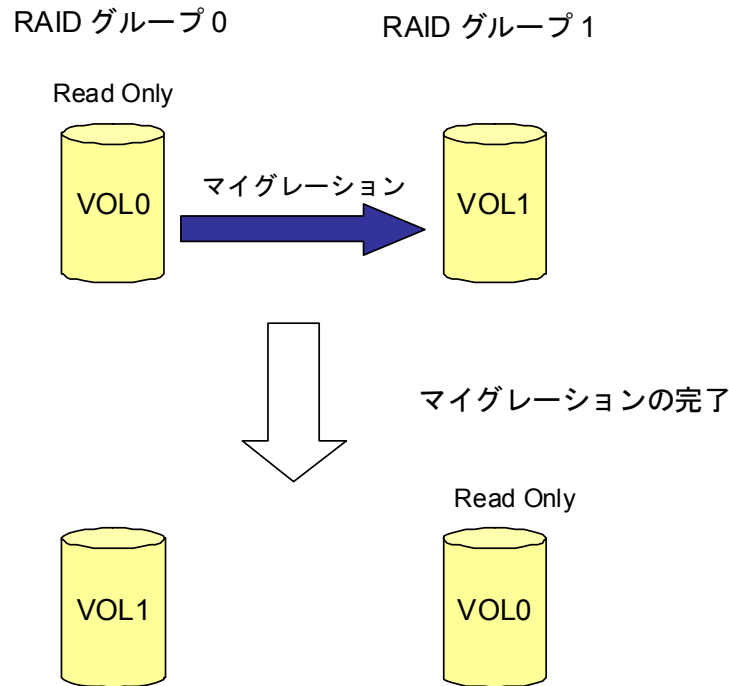 RAID グループ 0
RAID グループ 1
Read Only
VOL0
マイグレーション
VOL1
マイグレーションの完了
Read Only
VOL1
VOL0